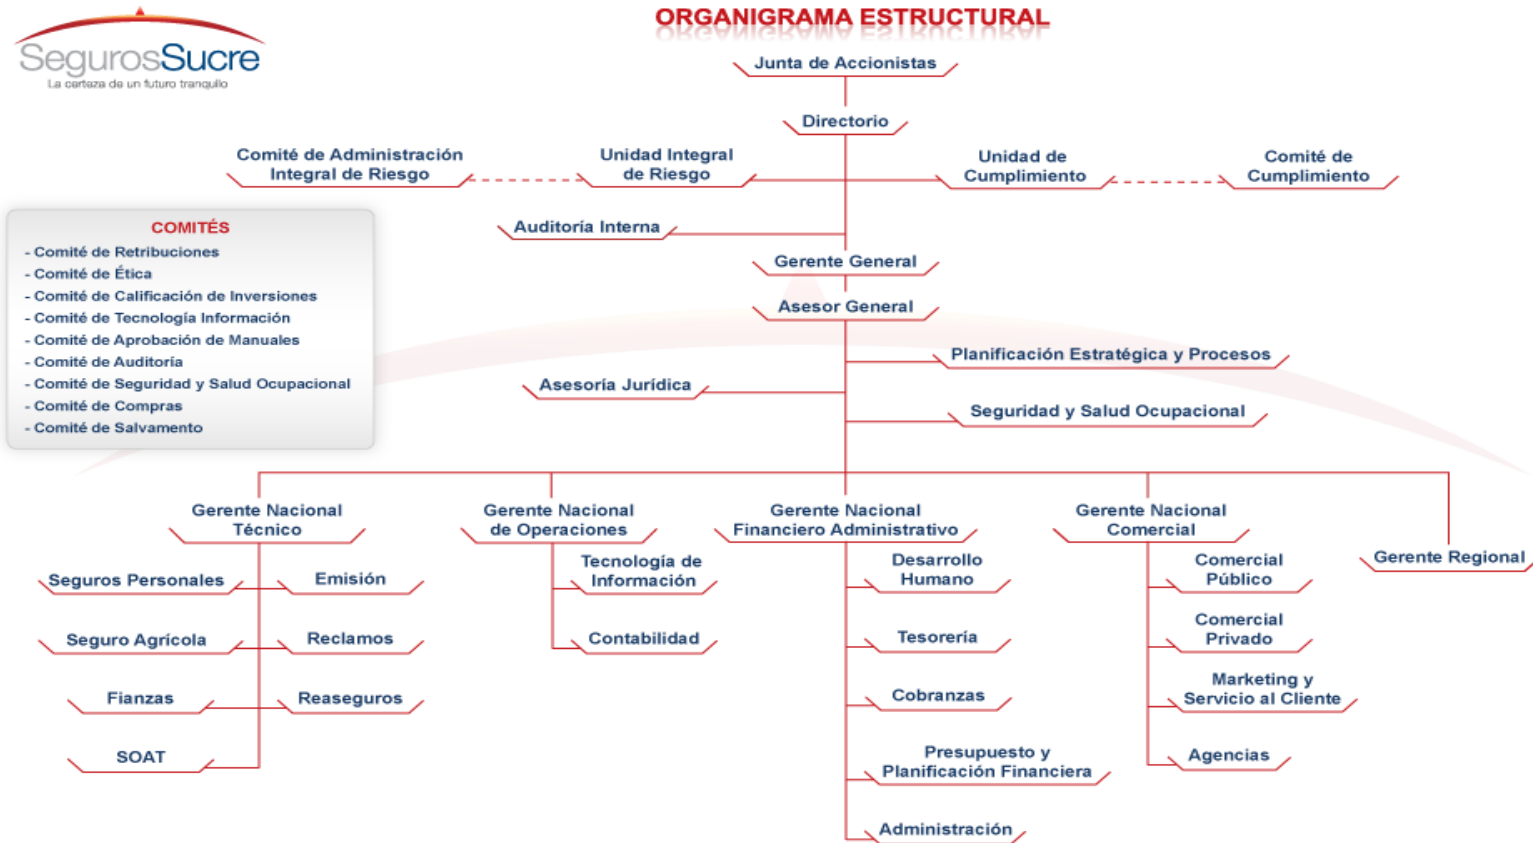 ORGANIGRAMA ESTRUCTURAL
SegurosSucre
La certeza de un futuro tranquilo
Junta de Accionistas
Directorio
Comité de Administración
Integral de Riesgo
Unidad Integral
de Riesgo
Unidad de
Cumplimiento
Comité de
Cumplimiento
Auditoría Interna
Gerente General
Asesor General
COMITÉS
- Comité de Retribuciones
- Comité de Ética
- Comité de Calificación de Inversiones
- Comité de Tecnología Información
- Comité de Aprobación de Manuales
- Comité de Auditoría
- Comité de Seguridad y Salud Ocupacional
- Comité de Compras
- Comité de Salvamento
Planificación Estratégica y Procesos
Asesoría Jurídica
Seguridad y Salud Ocupacional
Gerente Nacional
Técnico
Seguros Personales
Emisión
Seguro Agrícola
Reclamos
Fianzas
Reaseguros
SOAT
Gerente Nacional
de Operaciones
Tecnología de
Información
Contabilidad
Gerente Nacional
Financiero Administrativo
Desarrollo
Humano
Tesorería
Cobranzas
Presupuesto y
Planificación Financiera
Administración
Gerente Nacional
Comercial
Comercial
Público
Comercial
Privado
Marketing y
Servicio al Cliente
Agencias
Gerente Regional